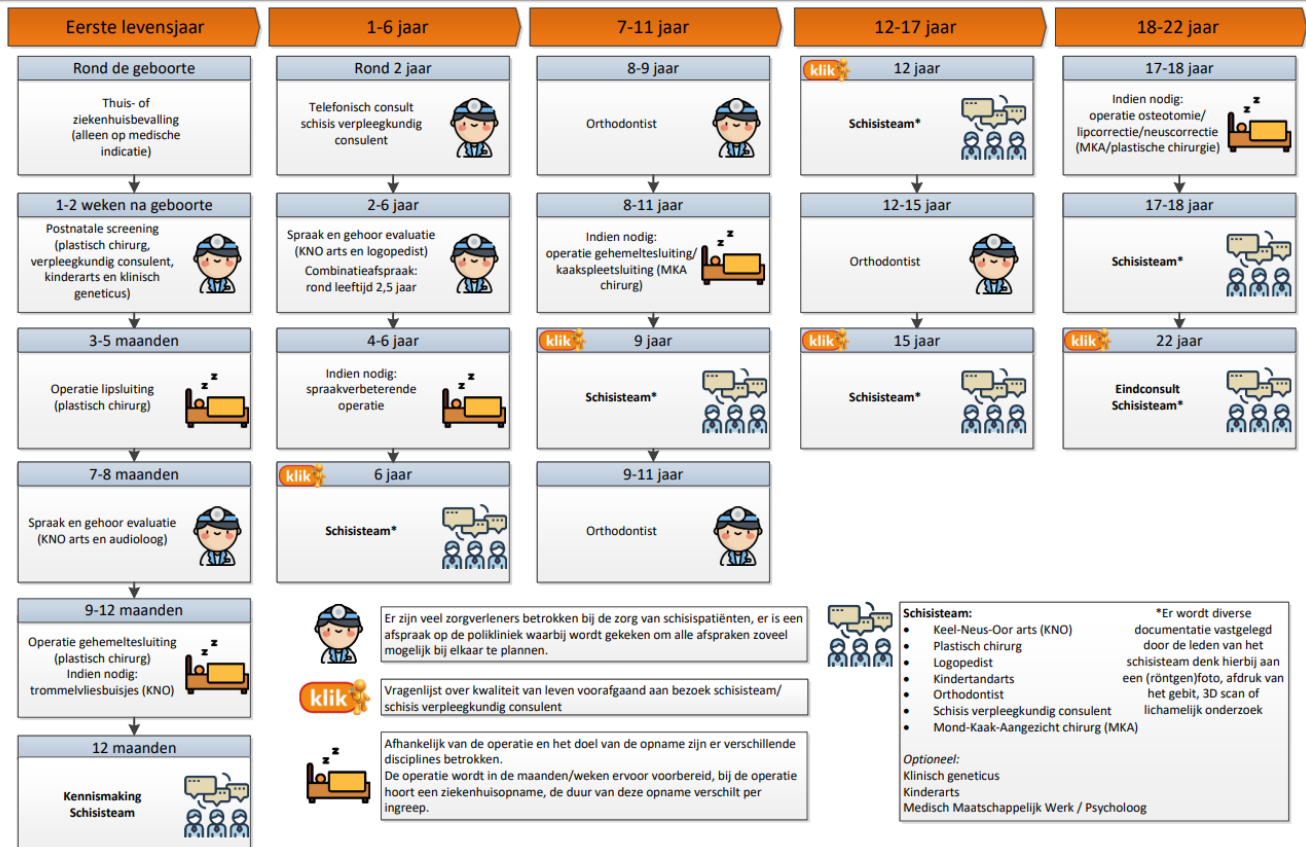 Eerste levensjaar
1-6 jaar
7-11 jaar
12-17 jaar
18-22 jaar
Rond de geboorte
Thuis- of
ziekenhuisbevalling
(alleen op medische
indicatie)
1-2 weken na geboorte
Postnatale screening
(plastisch chirurg,
verpleegkundig consulent,
kinderarts en klinisch
geneticus)
3-5 maanden
Operatie lipsluiting
(plastisch chirurg)
z z
7-8 maanden
Spraak en gehoor evaluatie
(KNO arts en audioloog)
9-12 maanden
Operatie gehemeltesluiting
(plastisch chirurg)
Indien nodig:
trommelvliesbuisjes (KNO)
z z
12 maanden
Kennismaking
Schisisteam
Rond 2 jaar
Telefonisch consult
schisis verpleegkundig
consulent
2-6 jaar
Spraak en gehoor evaluatie
(KNO arts en logopedist)
Combinatieafspraak:
rond leeftijd 2,5 jaar
4-6 jaar
Indien nodig:
spraakverbeterende
operatie
z z
klik
6 jaar
Schisisteam*
8-9 jaar
Orthodontist
8-11 jaar
Indien nodig:
operatie gehemeltesluiting/
kaakspleetsluiting (MKA
chirurg)
z z
klik
9 jaar
Schisisteam*
9-11 jaar
Orthodontist
klik
12 jaar
Schisisteam*
12-15 jaar
Orthodontist
klik
15 jaar
Schisisteam*
17-18 jaar
Indien nodig:
operatie osteotomie/
lipcorrectie/neuscorrectie
(MKA/plastische chirurgie)
z z
17-18 jaar
Schisisteam*
klik
22 jaar
Eindconsult
Schisisteam*
Er zijn veel zorgverleners betrokken bij de zorg van schisispatiënten, er is een
afspraak op de polikliniek waarbij wordt gekeken om alle afspraken zoveel
mogelijk bij elkaar te plannen.
klik
Vragenlijst over kwaliteit van leven voorafgaand aan bezoek schisisteam/
schisis verpleegkundig consulent
z z
Afhankelijk van de operatie en het doel van de opname zijn er verschillende
disciplines betrokken.
De operatie wordt in de maanden/weken ervoor voorbereid, bij de operatie
hoort een ziekenhuisopname, de duur van deze opname verschilt per
ingreep.
Schisisteam:
• Keel-Neus-Oor arts (KNO)
• Plastisch chirurg
• Logopedist
• Kindertandarts
• Orthodontist
• Schisis verpleegkundig consulent
• Mond-Kaak-Aangezicht chirurg (MKA)
Optioneel:
Klinisch geneticus
Kinderarts
Medisch Maatschappelijk Werk / Psycholoog
*Er wordt diverse
documentatie vastgelegd
door de leden van het
schisisteam denk hierbij aan
een (röntgen)foto, afdruk van
het gebit, 3D scan of
lichamelijk onderzoek